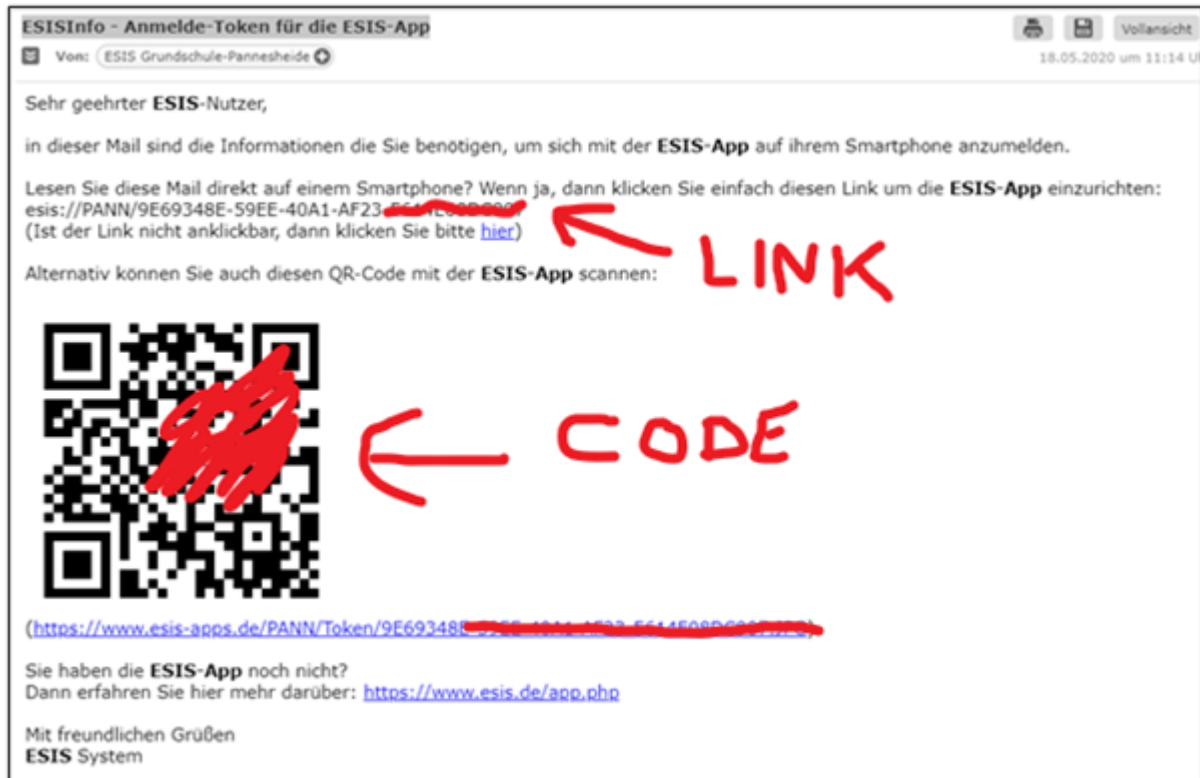 ESISInfo - Anmelde-Token für die ESIS-App
Vollansicht
Von: ESIS Grundschule-Pannesheide
18.05.2020 um 11:14
Sehr geehrter ESIS-Nutzer,
in dieser Mail sind die Informationen die Sie benötigen, um sich mit der ESIS-App auf ihrem Smartphone anzumelden.
Lesen Sie diese Mail direkt auf einem Smartphone? Wenn ja, dann klicken Sie einfach diesen Link um die ESIS-App einzurichten:
esis://PANN/9E69348E-59EE-40A1-AF23-
(Ist der Link nicht anklickbar, dann klicken Sie bitte hier)
LINK
Alternativ können Sie auch diesen QR-Code mit der ESIS-App scannen:
CODE
(https://www.esis-apps.de/PANN/Token/9E69348E
Sie haben die ESIS-App noch nicht?
Dann erfahren Sie hier mehr darüber: https://www.esis.de/app.php
Mit freundlichen Grüßen
ESIS System